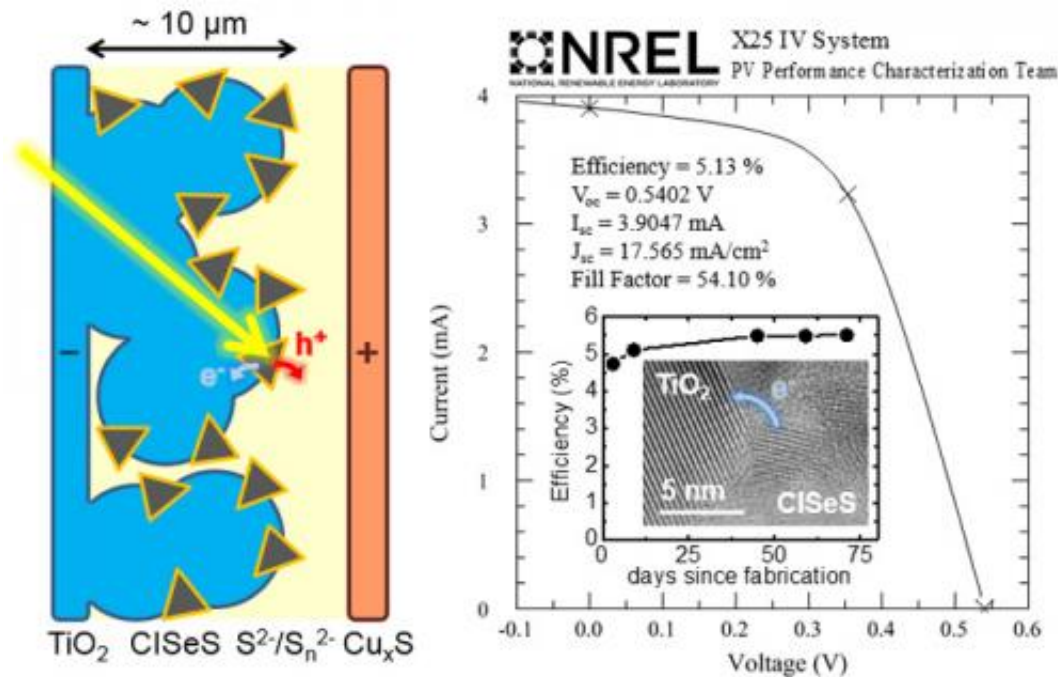 ~ 10 µm
−
e⁻
h⁺
+
TiO₂ CISeS S²⁻/Sₙ²⁻ CuₓS
NREL
NATIONAL RENEWABLE ENERGY LABORATORY
X25 IV System
PV Performance Characterization Team
Efficiency = 5.13 %
Vₒc = 0.5402 V
Iₛc = 3.9047 mA
Jₛc = 17.565 mA/cm²
Fill Factor = 54.10 %
Current (mA)
4
3
2
1
0
-0.1 0.0 0.1 0.2 0.3 0.4 0.5 0.6
Voltage (V)
Efficiency (%)
6
5
4
3
2
1
0
0 25 50 75
days since fabrication
TiO₂
e
5 nm
CISeS